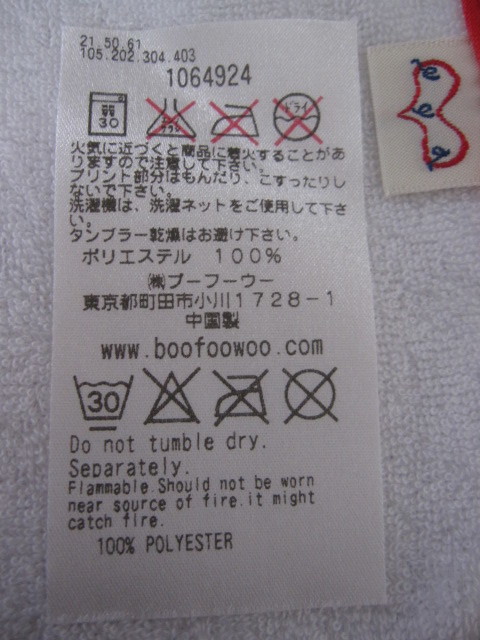 21.50.61
105.202.304.403
1064924
30
ドライ
火気に近づくと商品に着火することがあ
りますので注意して下さい。
プリント部分はもんだり、こすったりし
ないで下さい。
洗濯機は、洗濯ネットをご使用して下さ
い。
タンブラー乾燥はお避け下さい。
ポリエステル 100%
㈱ブーフーウー
東京都町田市小川1728-1
中国製
www.boofoowoo.com
30
Do not tumble dry.
Separately.
Flammable.Should not be worn
near source of fire.it might
catch fire.
100% POLYESTER